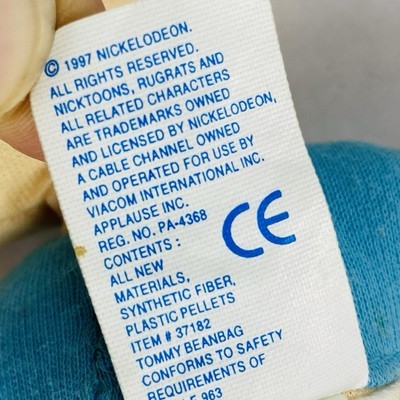 © 1997 NICKELODEON.
ALL RIGHTS RESERVED.
NICKTOONS, RUGRATS AND
ALL RELATED CHARACTERS
ARE TRADEMARKS OWNED
AND LICENSED BY NICKELODEON,
A CABLE CHANNEL OWNED
AND OPERATED FOR USE BY
VIACOM INTERNATIONAL INC.
APPLAUSE INC.
REG. NO. PA-4368
CONTENTS :
ALL NEW
MATERIALS,
SYNTHETIC FIBER,
PLASTIC PELLETS
ITEM # 37182
TOMMY BEANBAG
CONFORMS TO SAFETY
REQUIREMENTS OF
963
CE